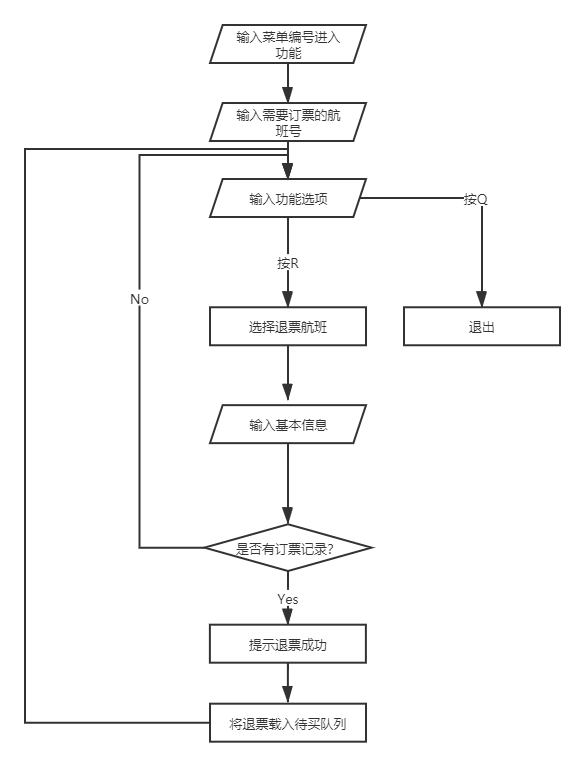 输入菜单编号进入
功能
输入需要订票的航
班号
输入功能选项
按Q
按R
No
选择退票航班
退出
输入基本信息
是否有订票记录?
Yes
提示退票成功
将退票载入待买队列